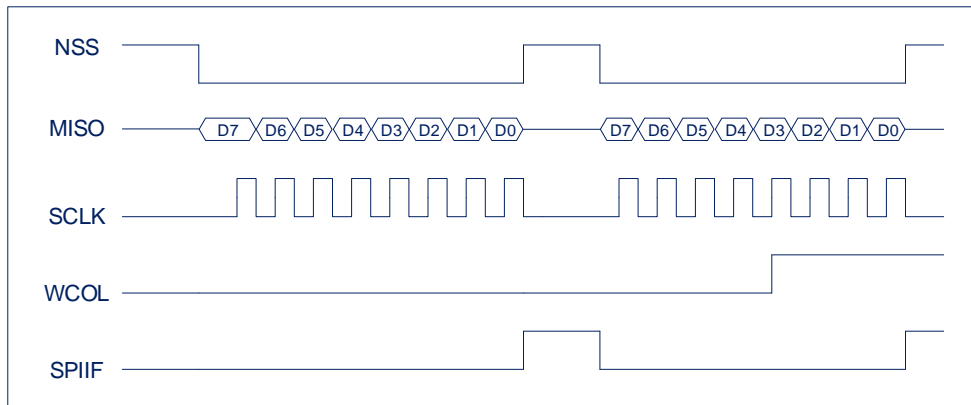 NSS
MISO D7 D6 D5 D4 D3 D2 D1 D0 D7 D6 D5 D4 D3 D2 D1 D0
SCLK
WCOL
SPIIF